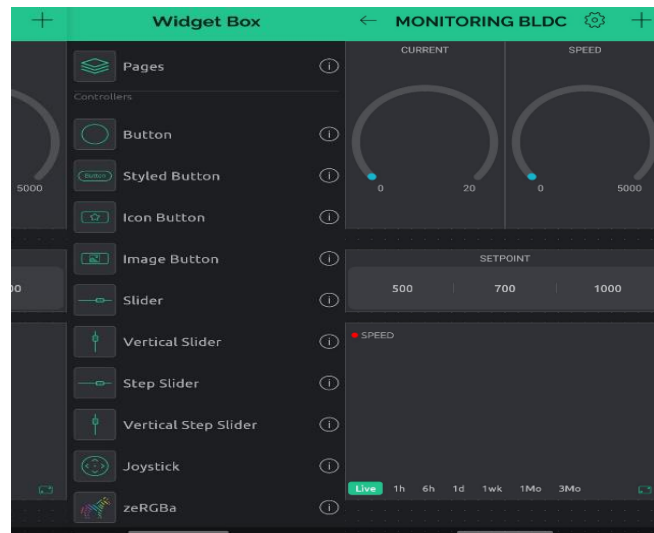 Widget Box
Pages
Controllers
Button
Button
Styled Button
Icon Button
Image Button
Slider
Vertical Slider
Step Slider
Vertical Step Slider
Joystick
zeRGBa
5000
00
MONITORING BLDC
CURRENT
SPEED
0
20
0
5000
SETPOINT
500
700
1000
SPEED
Live 1h 6h 1d 1wk 1Mo 3Mo